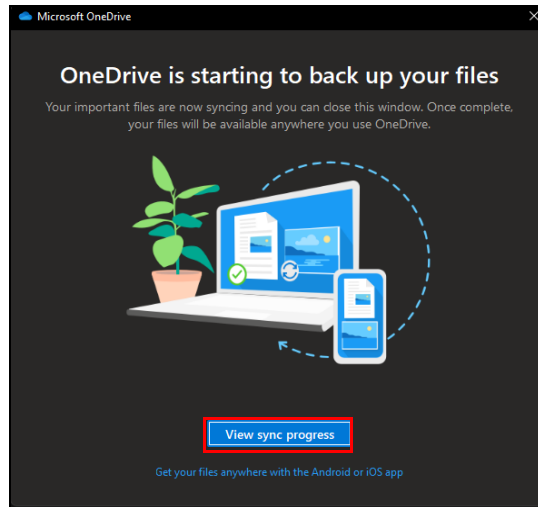 Microsoft OneDrive
OneDrive is starting to back up your files
Your important files are now syncing and you can close this window. Once complete,
your files will be available anywhere you use OneDrive.
View sync progress
Get your files anywhere with the Android or iOS app